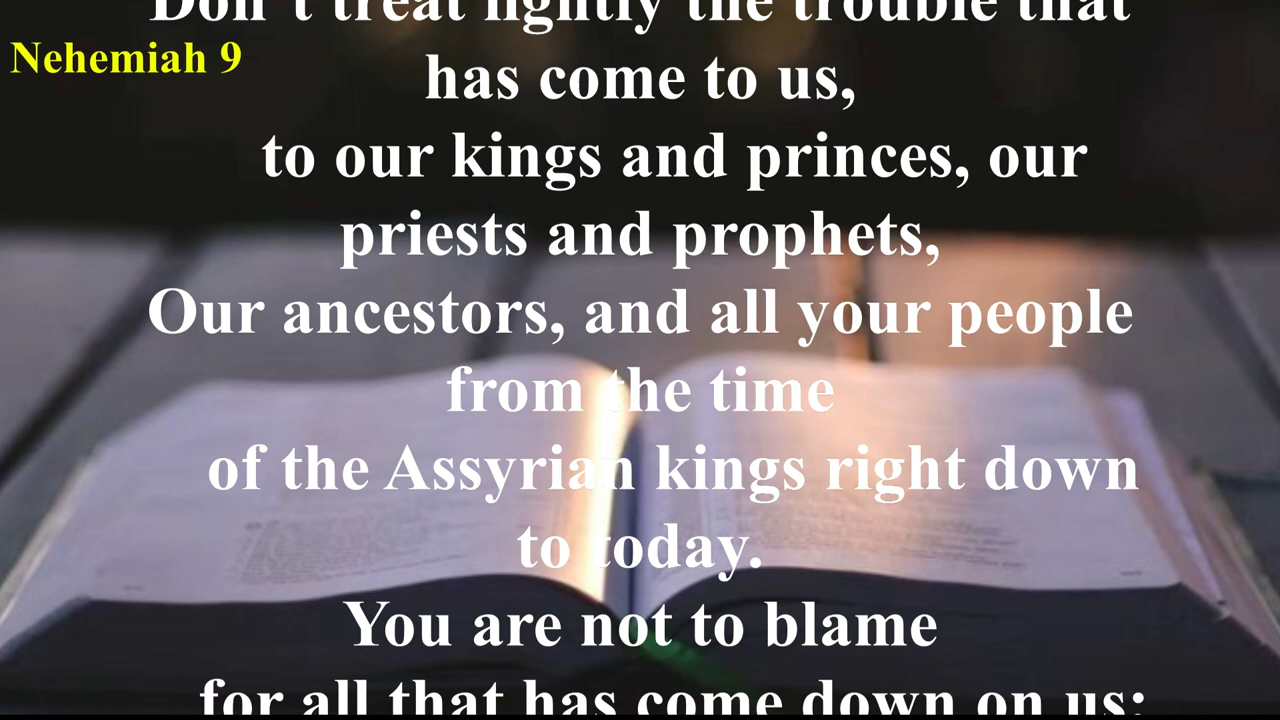 Don't treat lightly the trouble that
Nehemiah 9
has come to us,
to our kings and princes, our
priests and prophets,
Our ancestors, and all your people
from the time
of the Assyrian kings right down
to today.
You are not to blame
for all that has come down on us;